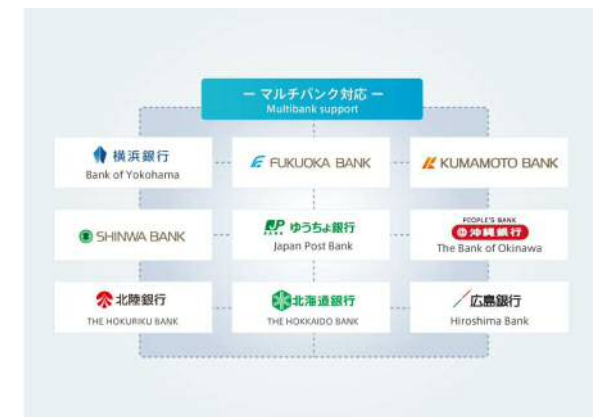 ー マルチバンク対応 ー
Multibank support
横浜銀行
Bank of Yokohama
FUKUOKA BANK
KUMAMOTO BANK
SHINWA BANK
JP BANK ゆうちょ銀行
Japan Post Bank
PEOPLE'S BANK
沖縄銀行
The Bank of Okinawa
北陸銀行
THE HOKURIKU BANK
北海道銀行
THE HOKKAIDO BANK
広島銀行
Hiroshima Bank